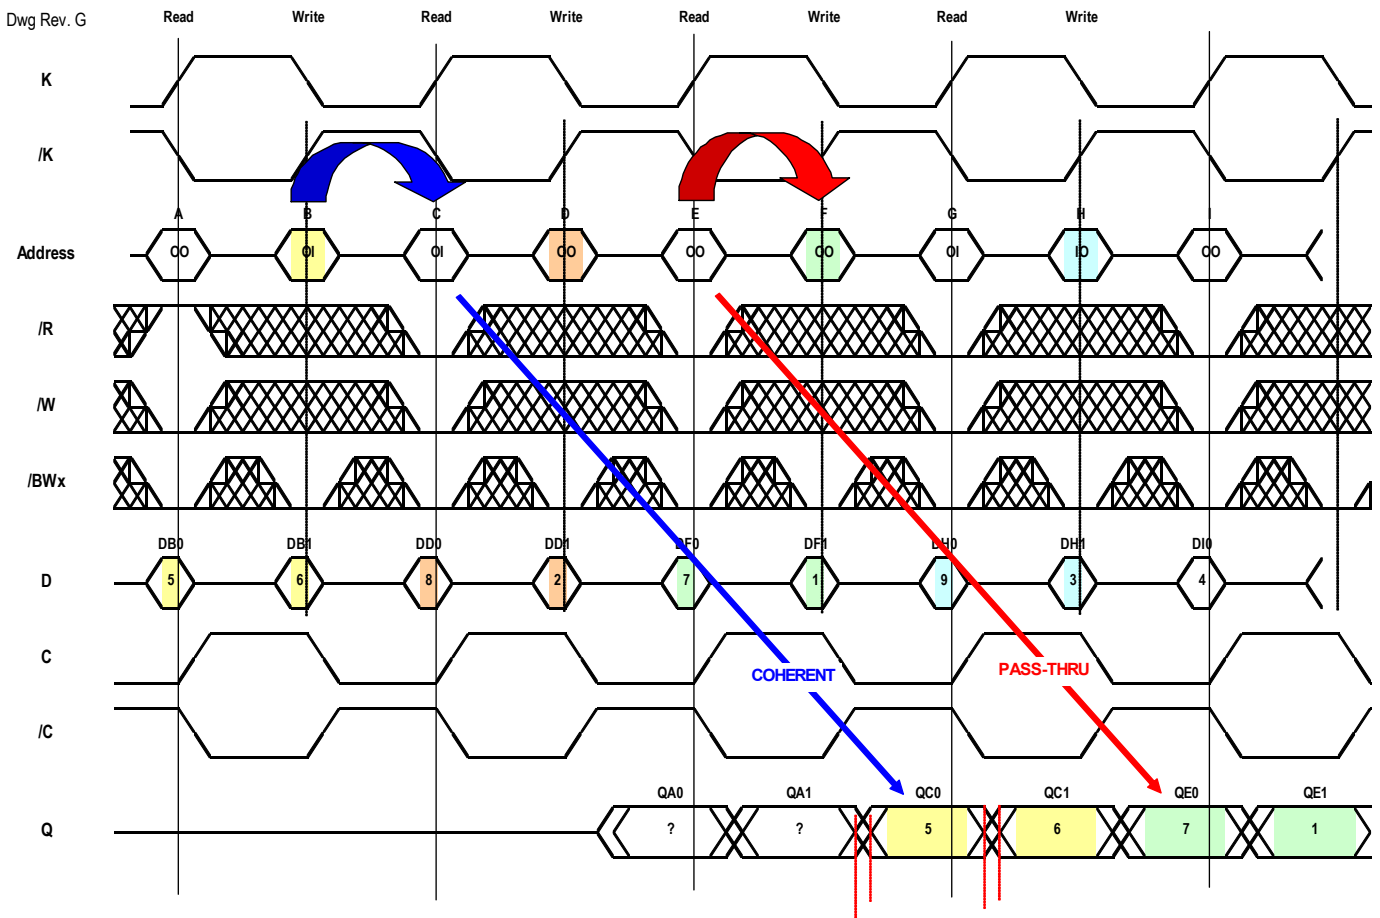 Dwg Rev. G Read Write Read Write Read Write Read Write
K
/K
A B C D E F G H I
Address OO OI OI OO OO OO OI IO OO
/R
/W
/BWx
DB0 DB1 DD0 DD1 DF0 DF1 DH0 DH1 DI0
D 5 6 8 2 7 1 9 3 4
C
COHERENT PASS-THRU
/C
QA0 QA1 QC0 QC1 QE0 QE1
Q ? ? 5 6 7 1